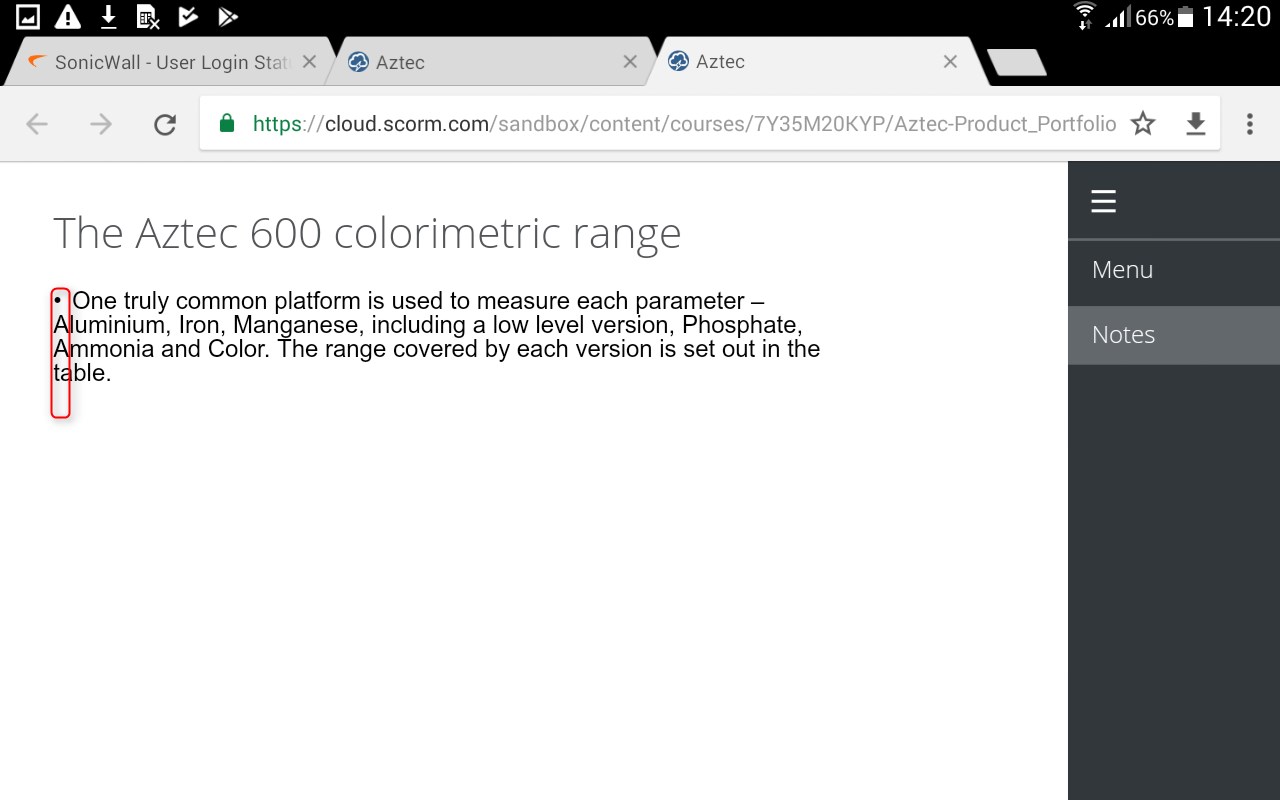 66% 14:20
SonicWall - User Login Stat
Aztec
Aztec
https://cloud.scorm.com/sandbox/content/courses/7Y35M20KYP/Aztec-Product_Portfolio
The Aztec 600 colorimetric range
• One truly common platform is used to measure each parameter –
Aluminium, Iron, Manganese, including a low level version, Phosphate,
Ammonia and Color. The range covered by each version is set out in the
table.
Menu
Notes